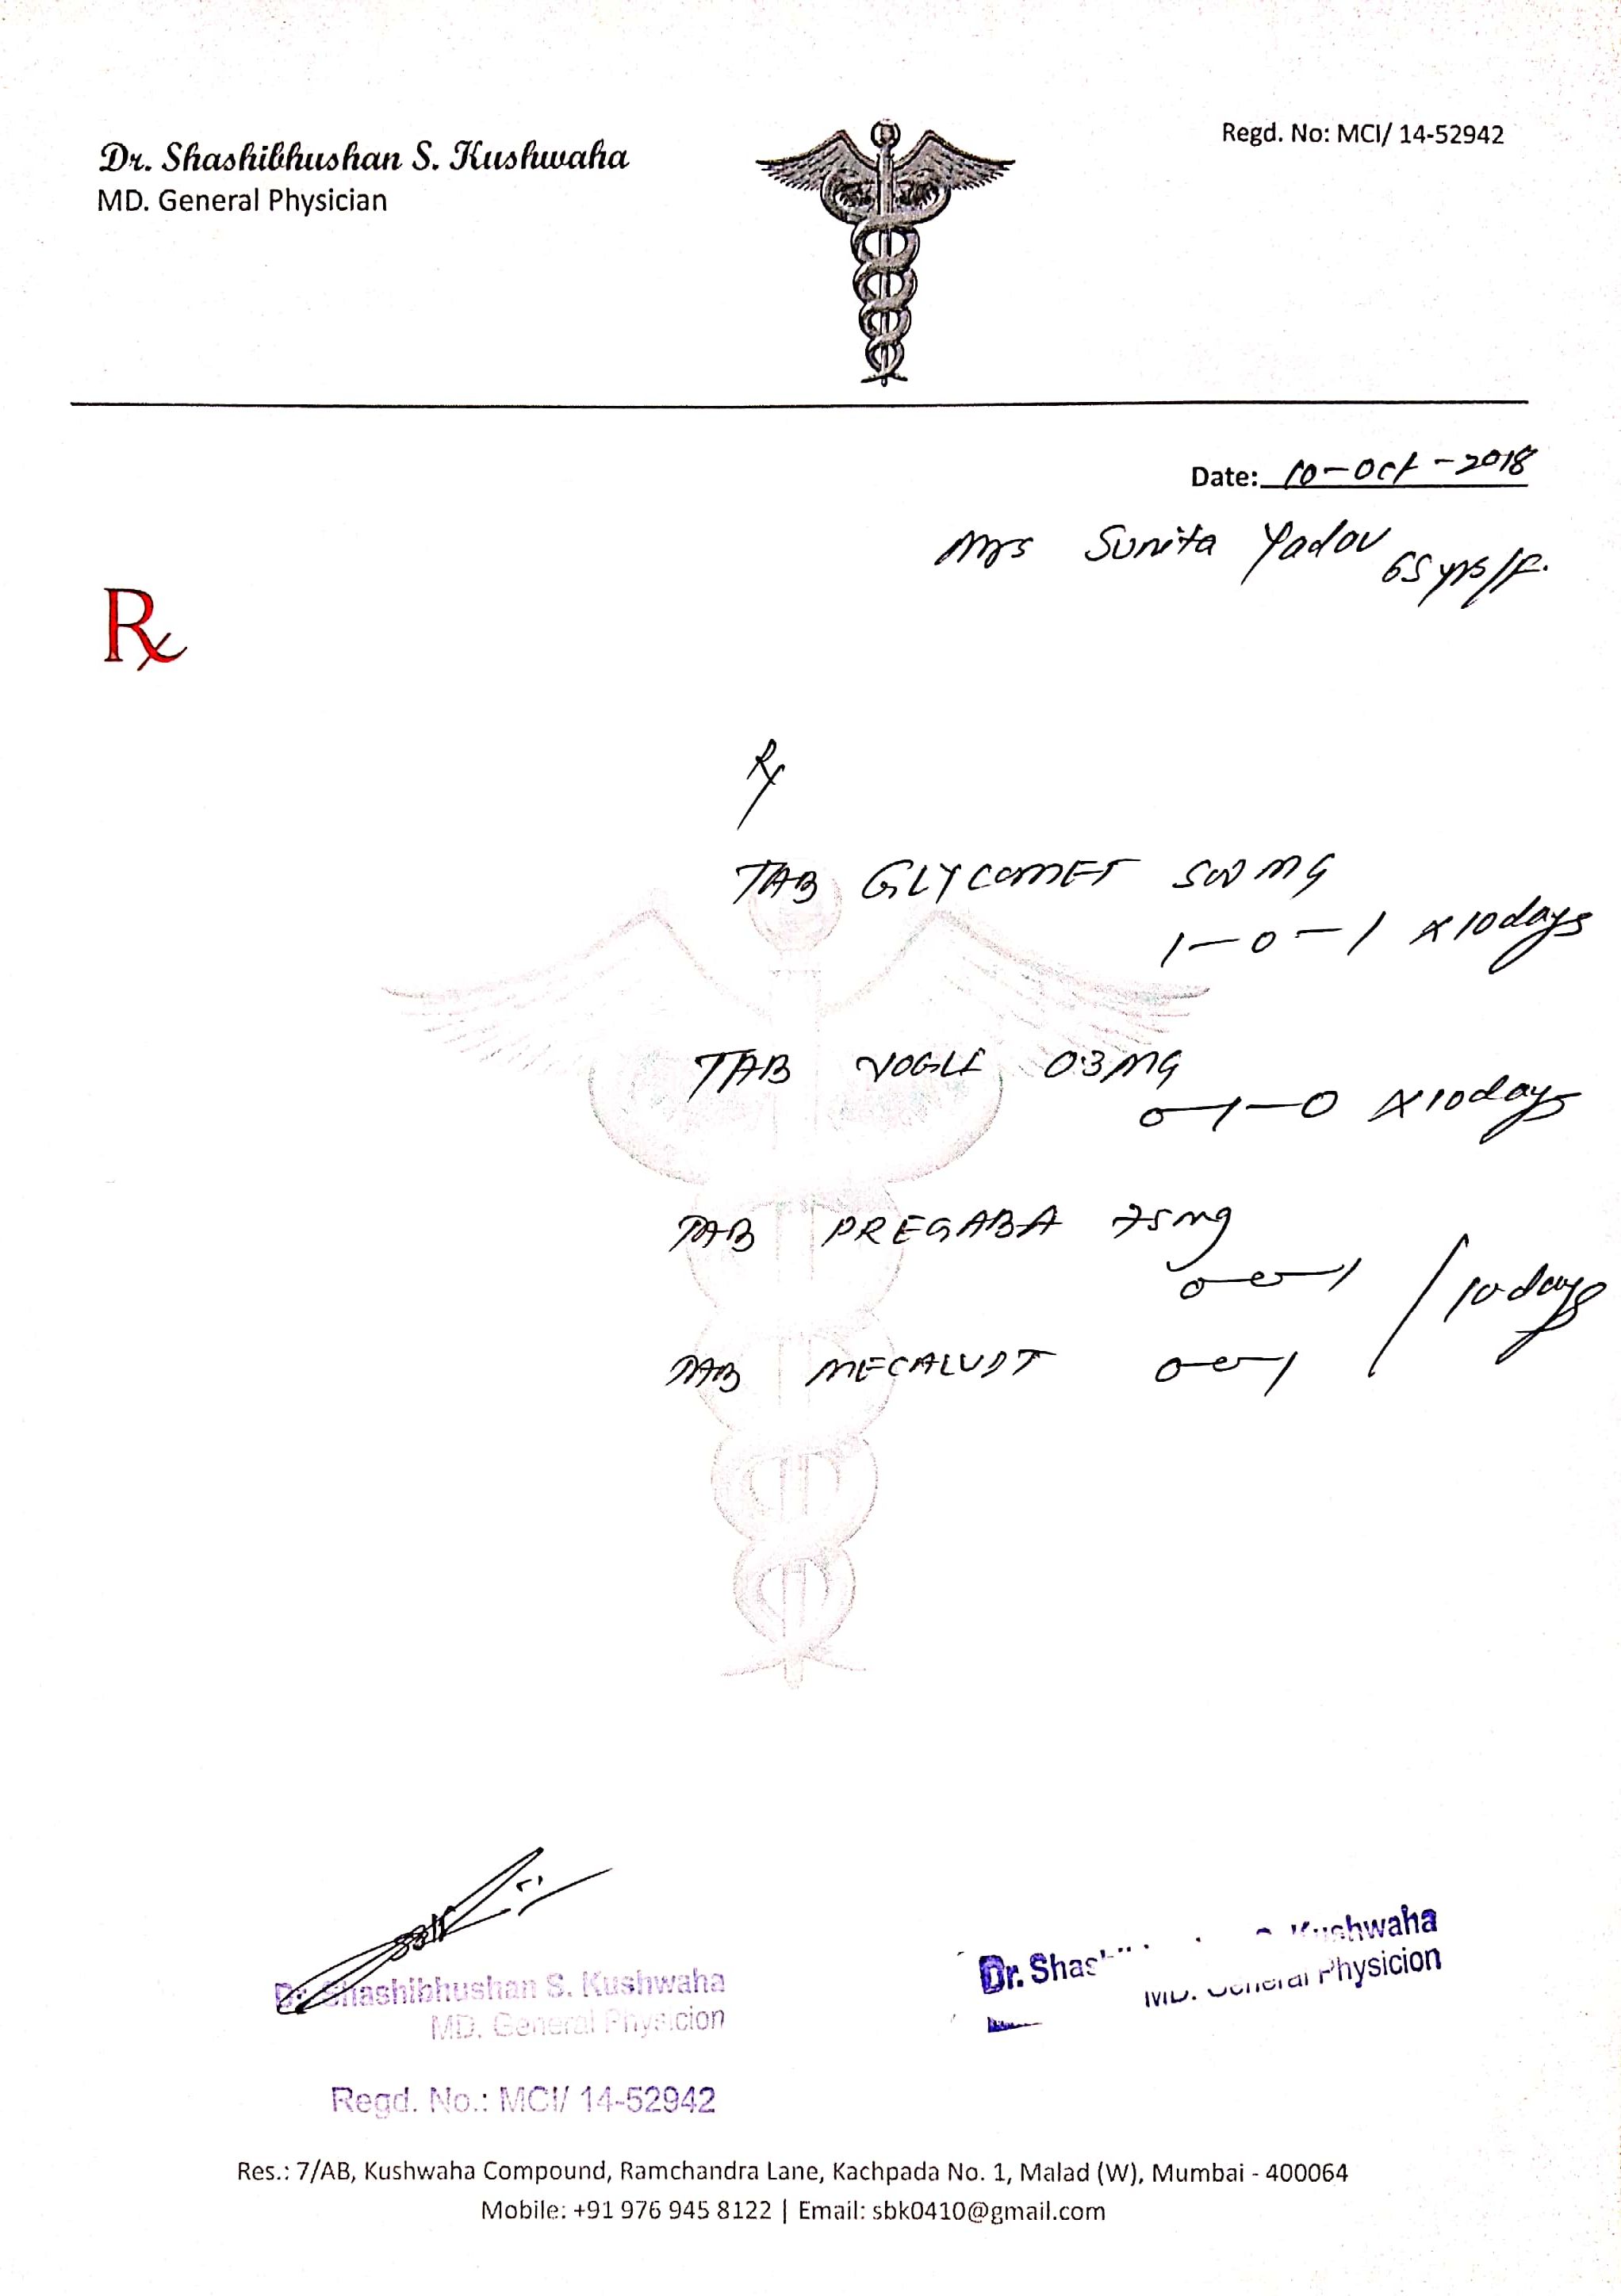 Dr. Shashibhushan S. Kushwaha
MD. General Physician
Regd. No: MCI/ 14-52942
Date: 10-Oct-2018
Mrs Sunita Yadav 65 yrs/F.
Rx
Rx
TAB GLYCOMET 500 MG
1-0-1 x 10 days
TAB VOGLI 0.3 MG
0-1-0 x 10 days
TAB PREGABA 75 mg
0-0-1
/ 10 days
TAB 0-0-1
Dr. Shashibhushan S. Kushwaha
MD. General Physicion
Regd. No.: MCI/ 14-52942
Dr. Shas Kushwaha
MD. General Physicion
Res.: 7/AB, Kushwaha Compound, Ramchandra Lane, Kachpada No. 1, Malad (W), Mumbai - 400064
Mobile: +91 976 945 8122 | Email: sbk0410@gmail.com